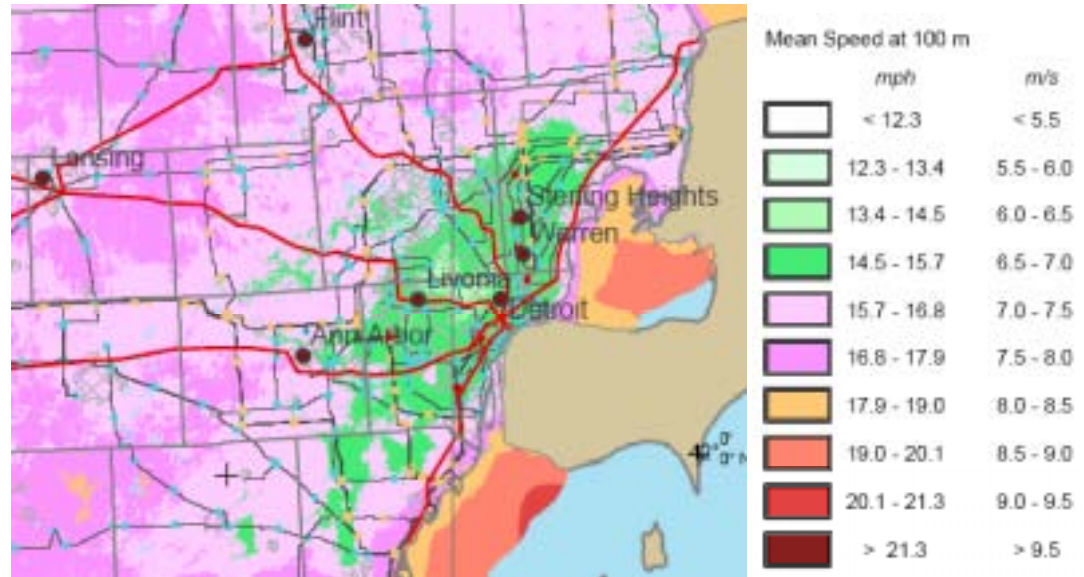 Flint
Lansing
Sterling Heights
Warren
Livonia
Detroit
Ann Arbor
Mean Speed at 100 m
mph m/s
< 12.3 < 5.5
12.3 - 13.4 5.5 - 6.0
13.4 - 14.5 6.0 - 6.5
14.5 - 15.7 6.5 - 7.0
15.7 - 16.8 7.0 - 7.5
16.8 - 17.9 7.5 - 8.0
17.9 - 19.0 8.0 - 8.5
19.0 - 20.1 8.5 - 9.0
20.1 - 21.3 9.0 - 9.5
> 21.3 > 9.5